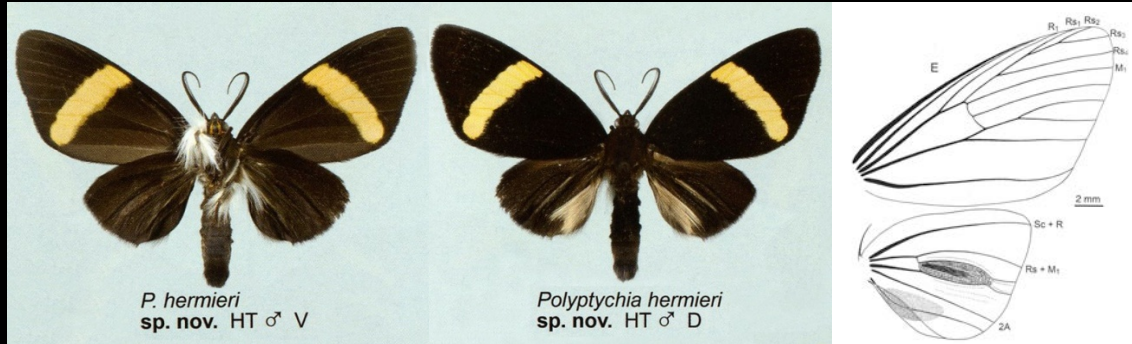 P. hermieri
sp. nov. HT ♂ V
Polyptychia hermieri
sp. nov. HT ♂ D
E
R₁ Rs₁ Rs₂
Rs₃
Rs₄
M₁
2 mm
Sc + R
Rs + M₁
2A